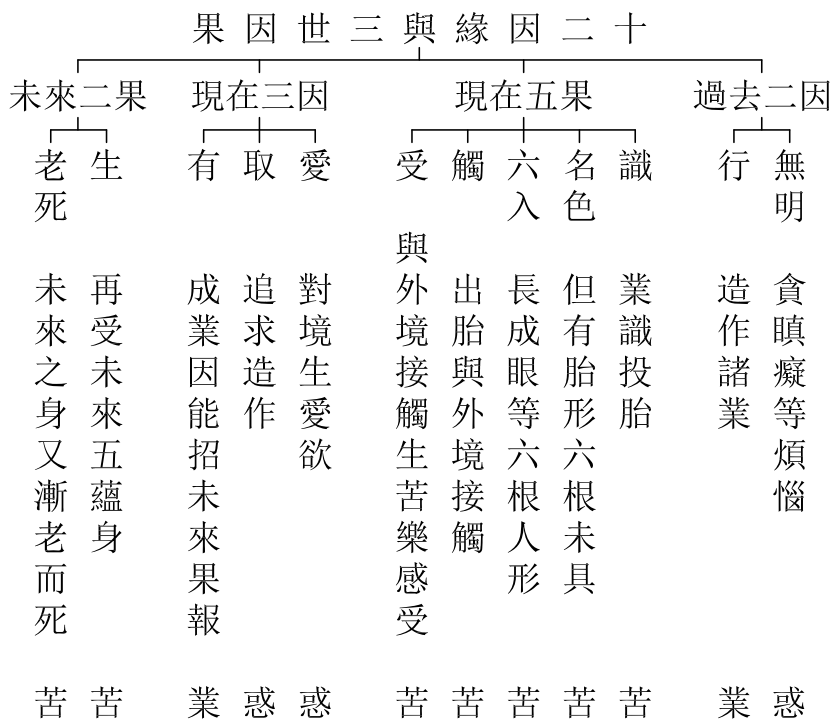 十二因緣與三世因果
過去二因
無明
貪瞋癡等煩惱
惑
行
造作諸業
業
現在五果
識
業識投胎
苦
名色
但有胎形六根未具
苦
六入
長成眼等六根人形
苦
觸
出胎與外境接觸
苦
受
與外境接觸生苦樂感受
苦
現在三因
愛
對境生愛欲
惑
取
追求造作
惑
有
成業因能招未來果報
業
未來二果
生
再受未來五蘊身
苦
老死
未來之身又漸老而死
苦